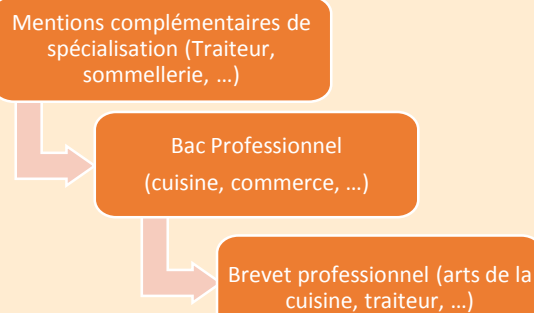 Mentions complémentaires de
spécialisation (Traiteur,
sommellerie, …)
Bac Professionnel
(cuisine, commerce, …)
Brevet professionnel (arts de la
cuisine, traiteur, …)